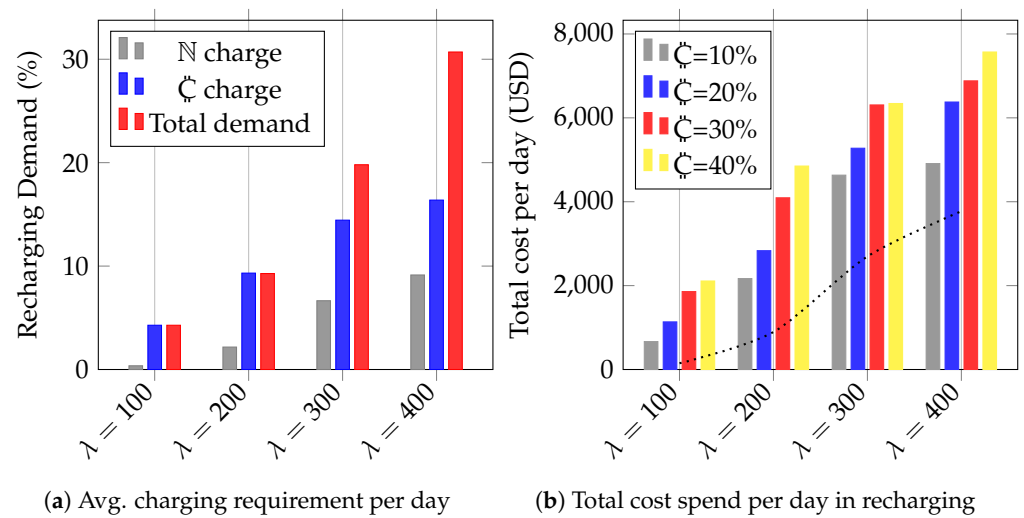 Recharging Demand (%)
30
20
10
0
ℕ charge
₵̈ charge
Total demand
λ = 100
λ = 200
λ = 300
λ = 400
(a) Avg. charging requirement per day
Total cost per day (USD)
8,000
6,000
4,000
2,000
0
₵̈=10%
₵̈=20%
₵̈=30%
₵̈=40%
λ = 100
λ = 200
λ = 300
λ = 400
(b) Total cost spend per day in recharging